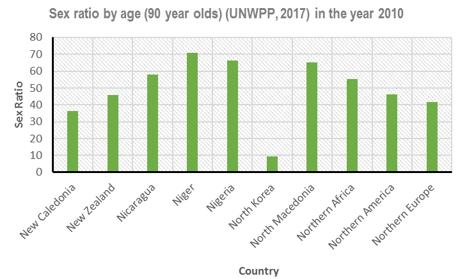 Sex ratio by age (90 year olds) (UNWPP, 2017) in the year 2010
80
70
60
50
40
30
20
10
0
Sex Ratio
New Caledonia
New Zealand
Nicaragua
Niger
Nigeria
North Korea
North Macedonia
Northern Africa
Northern America
Northern Europe
Country